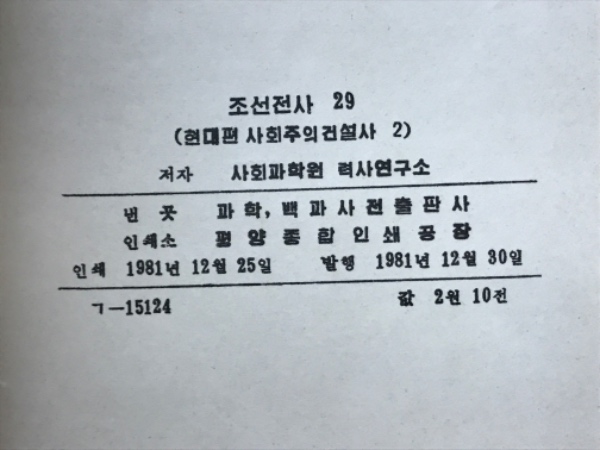 조선전사 29
(현대편 사회주의건설사 2)
저자 사회과학원 력사연구소
낸 곳 과학, 백과사전출판사
인쇄소 평양종합인쇄공장
인쇄 1981년 12월 25일 발행 1981년 12월 30일
ㄱ—15124 값 2원 10전